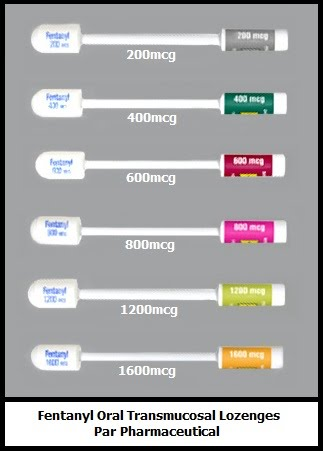 Fentanyl
200 mcg
200 mcg
200mcg
Fentanyl
400 mcg
400 mcg
400mcg
Fentanyl
600 mcg
600 mcg
600mcg
Fentanyl
800 mcg
800 mcg
800mcg
Fentanyl
1200 mcg
1200 mcg
1200mcg
Fentanyl
1600 mcg
1600 mcg
1600mcg
Fentanyl Oral Transmucosal Lozenges
Par Pharmaceutical